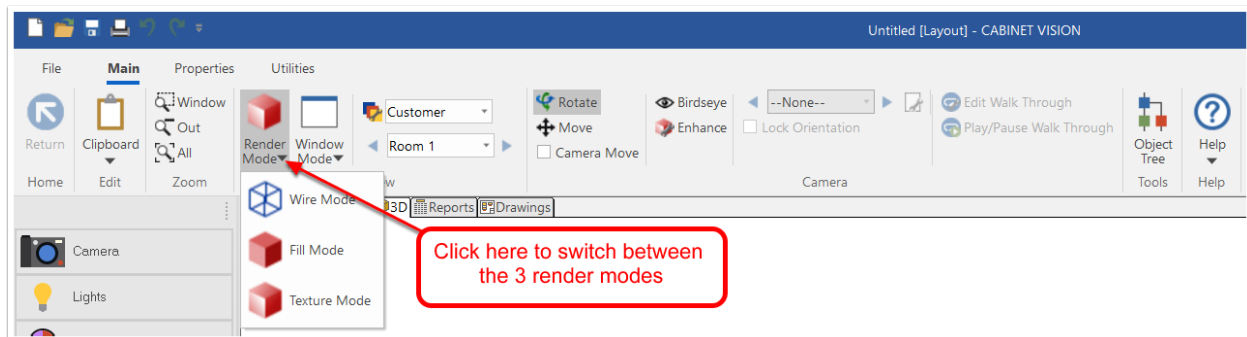 Untitled [Layout] - CABINET VISION
File Main Properties Utilities
Window
Out
All
Return
Clipboard
Render Mode
Window Mode
Customer
Room 1
Rotate
Move
Camera Move
Birdseye
Enhance
--None--
Lock Orientation
Edit Walk Through
Play/Pause Walk Through
Object Tree
Help
Home Edit Zoom w Camera Tools Help
3D Reports Drawings
Wire Mode
Fill Mode
Texture Mode
Camera
Lights
Click here to switch between
the 3 render modes